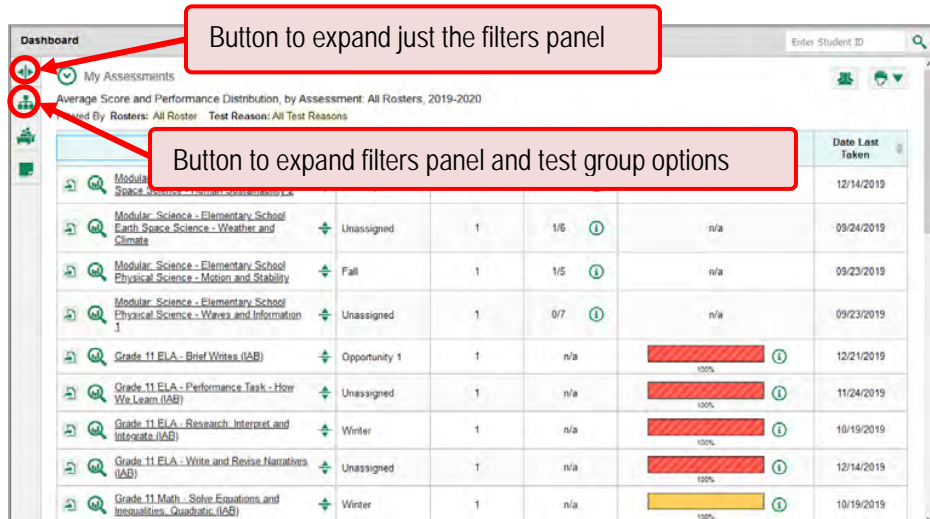 Button to expand just the filters panel
Dashboard
Enter Student ID
My Assessments
Average Score and Performance Distribution, by Assessment: All Rosters, 2019-2020
Filtered By Rosters: All Roster Test Reason: All Test Reasons
Button to expand filters panel and test group options
Date Last
Taken
Modular
Space Science - Human Sustainability 2
12/14/2019
Modular: Science - Elementary School
Earth Space Science - Weather and
Climate
Unassigned
1
1/6
n/a
09/24/2019
Modular: Science - Elementary School
Physical Science - Motion and Stability
Fall
1
1/5
n/a
09/23/2019
Modular: Science - Elementary School
Physical Science - Waves and Information
1
Unassigned
1
0/7
n/a
09/23/2019
Grade 11 ELA - Brief Writes (IAB)
Opportunity 1
1
n/a
100%
12/21/2019
Grade 11 ELA - Performance Task - How
We Learn (IAB)
Unassigned
1
n/a
100%
11/24/2019
Grade 11 ELA - Research: Interpret and
Integrate (IAB)
Winter
1
n/a
100%
10/19/2019
Grade 11 ELA - Write and Revise Narratives
(IAB)
Unassigned
1
n/a
100%
12/14/2019
Grade 11 Math - Solve Equations and
Inequalities: Quadratic (IAB)
Winter
1
n/a
100%
10/19/2019